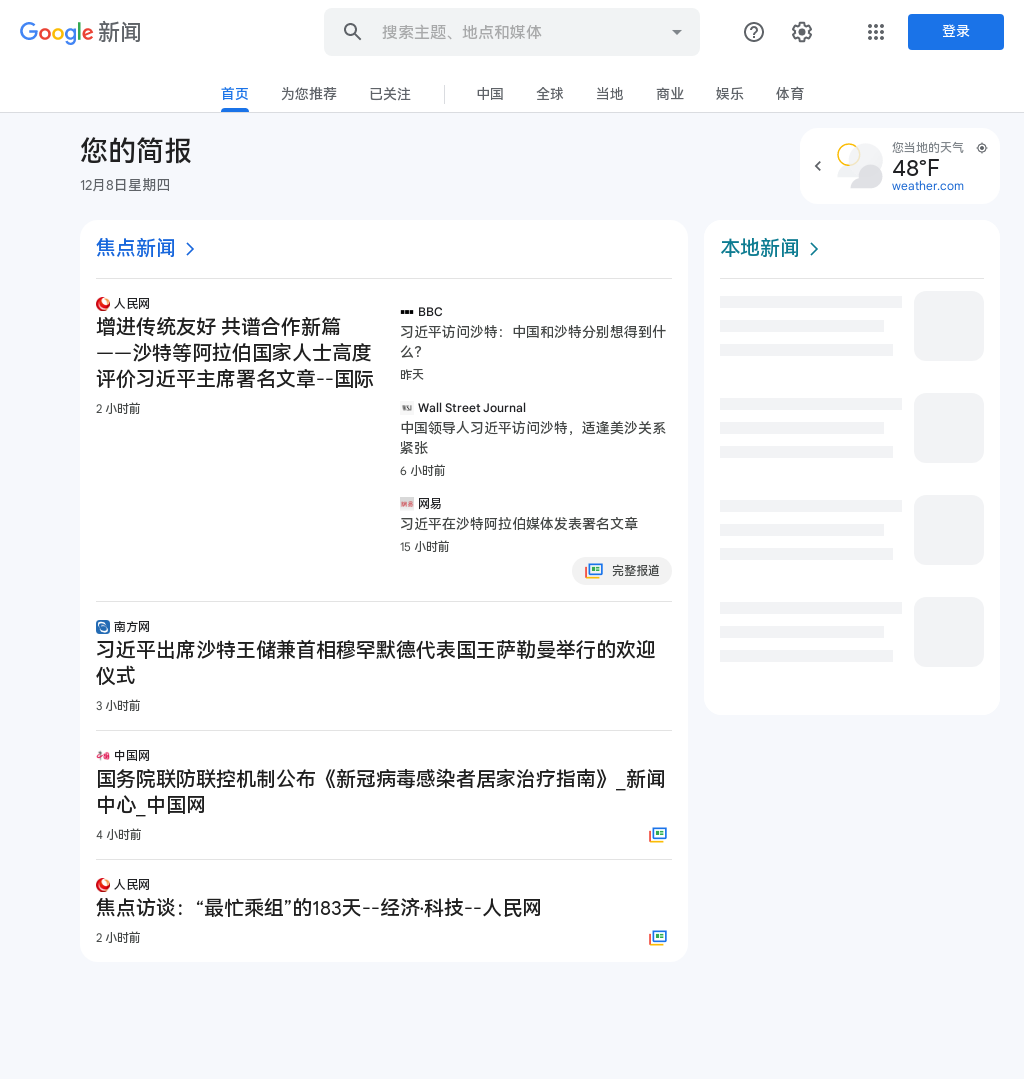 Google 新闻
搜索主题、地点和媒体
登录
首页
为您推荐
已关注
中国
全球
当地
商业
娱乐
体育
您的简报
12月8日星期四
您当地的天气
48°F
weather.com
焦点新闻
人民网
增进传统友好 共谱合作新篇
——沙特等阿拉伯国家人士高度
评价习近平主席署名文章--国际
2 小时前
BBC
习近平访问沙特：中国和沙特分别想得到什
么？
昨天
Wall Street Journal
中国领导人习近平访问沙特，适逢美沙关系
紧张
6 小时前
网易
习近平在沙特阿拉伯媒体发表署名文章
15 小时前
完整报道
南方网
习近平出席沙特王储兼首相穆罕默德代表国王萨勒曼举行的欢迎
仪式
3 小时前
中国网
国务院联防联控机制公布《新冠病毒感染者居家治疗指南》_新闻
中心_中国网
4 小时前
人民网
焦点访谈：“最忙乘组”的183天--经济·科技--人民网
2 小时前
本地新闻